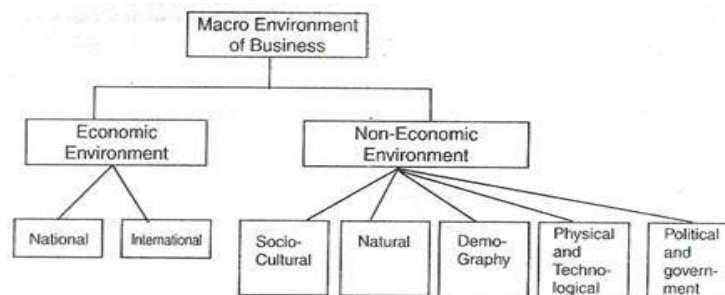 Macro Environment
of Business
Economic
Environment
Non-Economic
Environment
National
International
Socio-
Cultural
Natural
Demo-
Graphy
Physical
and
Techno-
logical
Political
and
govern-
ment